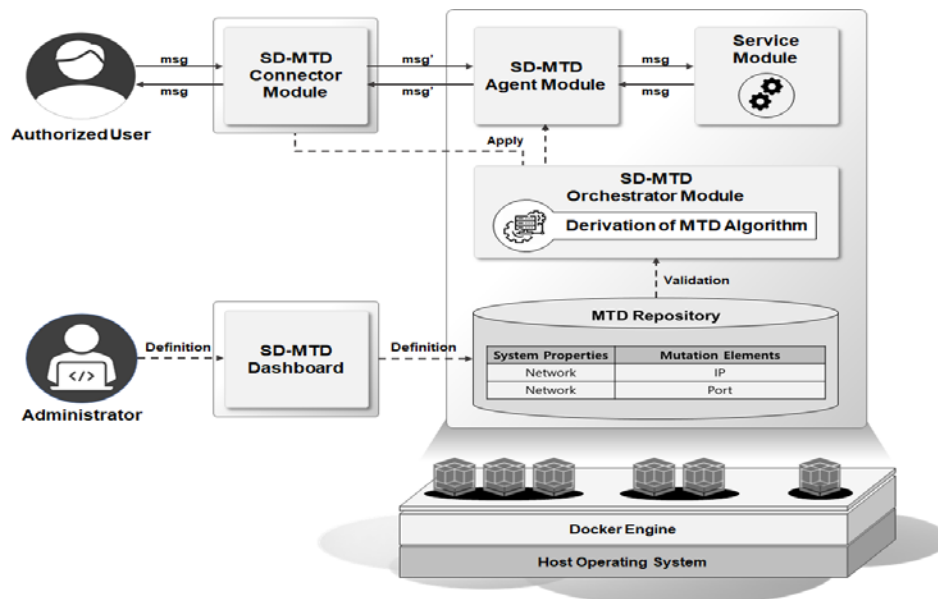 SD-MTD
Connector
Module
SD-MTD
Agent Module
Service
Module
msg
msg
msg'
msg'
msg
msg
Authorized User
Apply
SD-MTD
Orchestrator Module
Derivation of MTD Algorithm
Validation
MTD Repository
System Properties Mutation Elements
Network IP
Network Port
Definition
SD-MTD
Dashboard
Definition
Administrator
</>
Docker Engine
Host Operating System